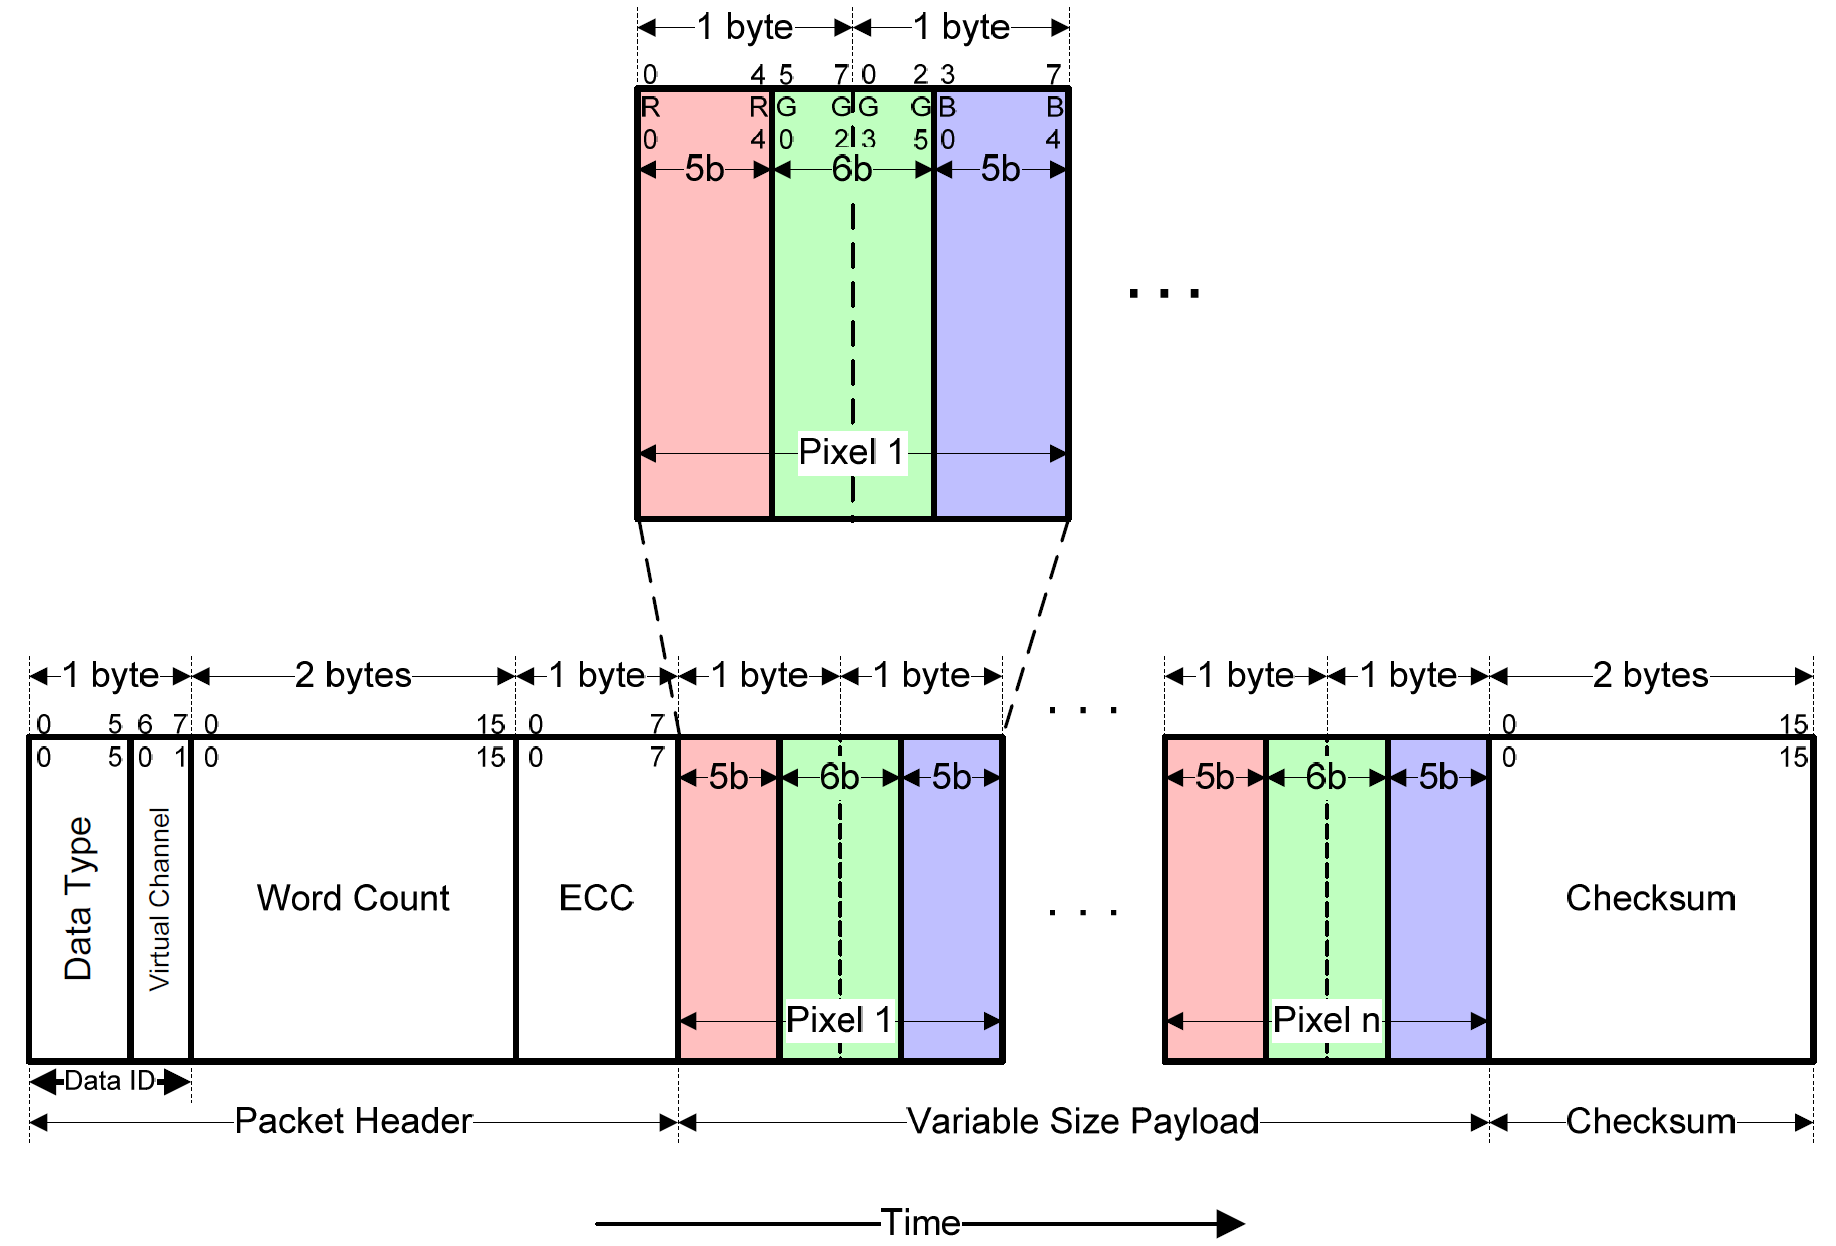 1 byte 1 byte
0 4 5 7 0 2 3 7
R R G G G G B B
0 4 0 2 3 5 0 4
5b 6b 5b
. . .
Pixel 1
1 byte 2 bytes 1 byte 1 byte 1 byte 1 byte 1 byte 2 bytes
. . .
0 5 6 7 0 15 0 7 0 15
0 5 0 1 0 15 0 7 0 15
5b 6b 5b 5b 6b 5b
Data Type
Virtual Channel
Word Count ECC . . . Checksum
Pixel 1 Pixel n
Data ID
Packet Header Variable Size Payload Checksum
Time